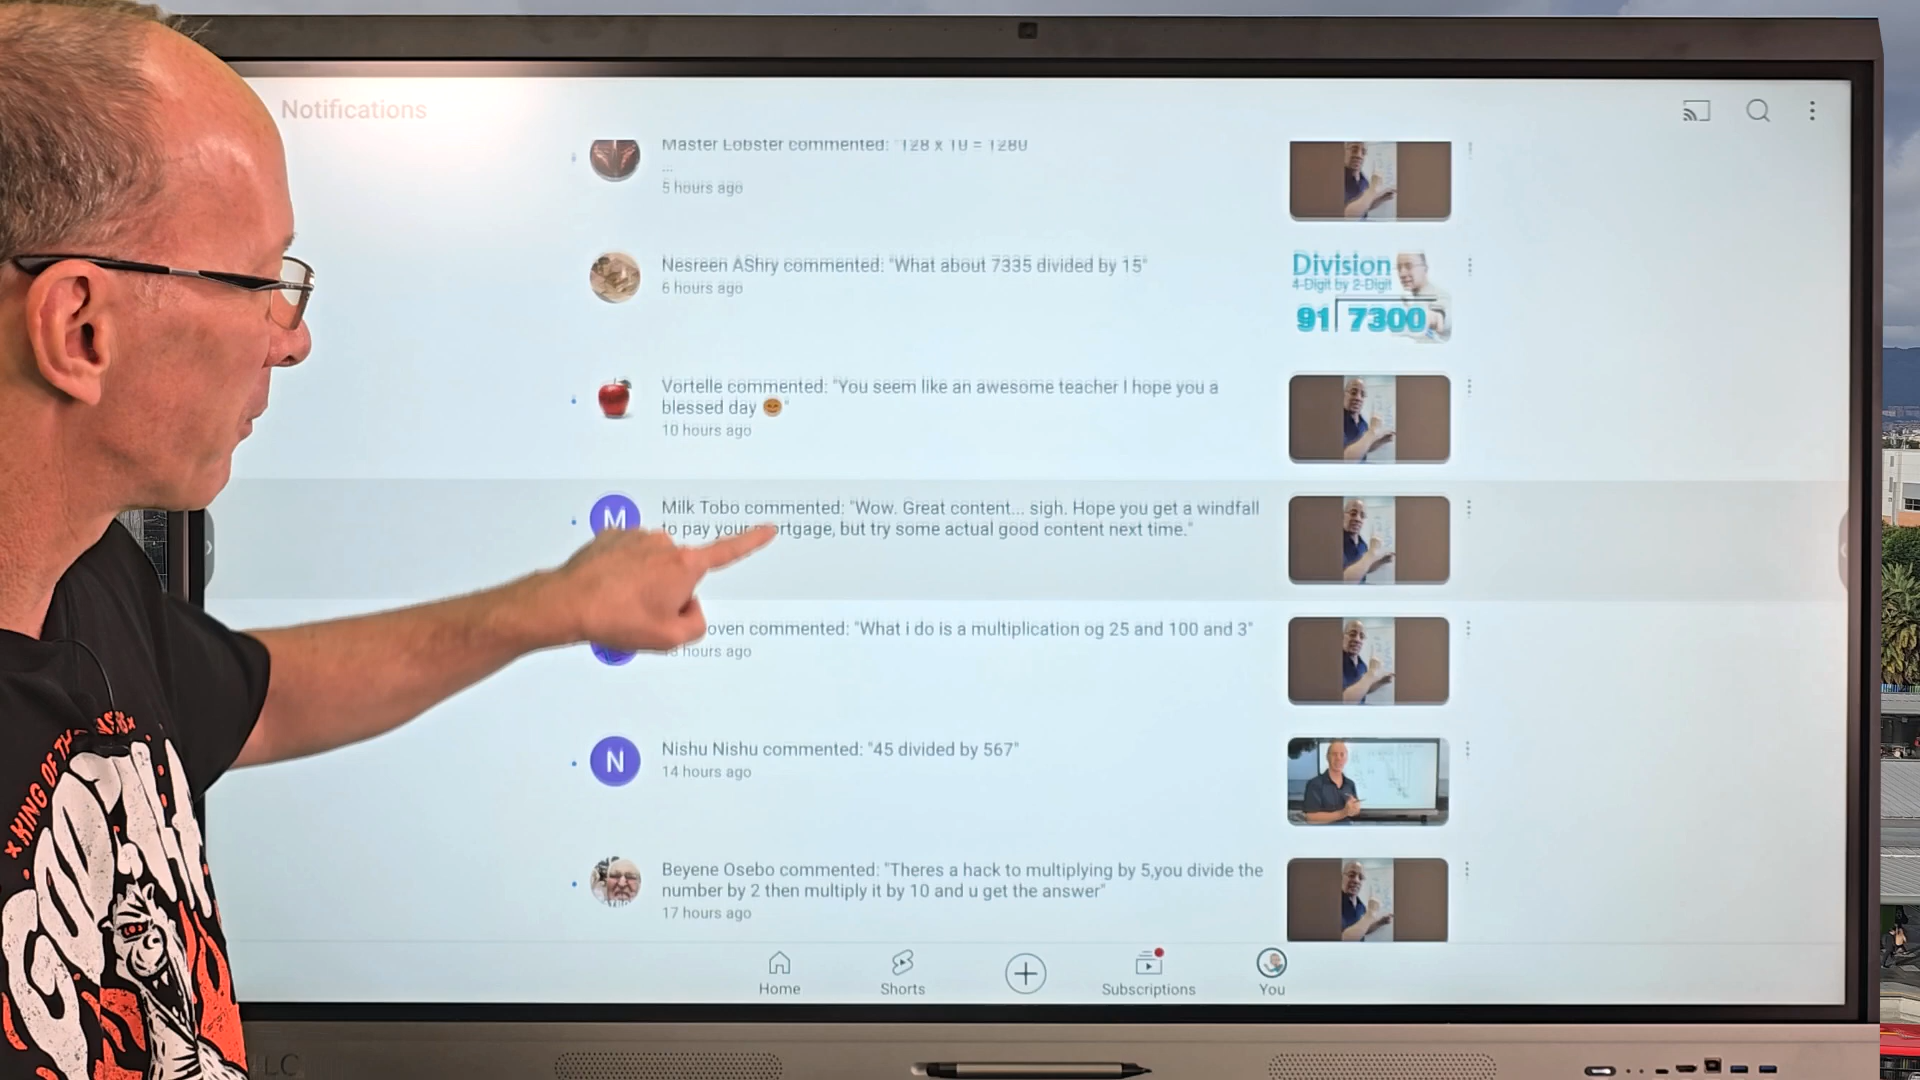 Notifications
Master Lobster commented: "128 x 10 = 1280
...
5 hours ago
Nesreen AShry commented: "What about 7335 divided by 15"
6 hours ago
Division
4-Digit by 2-Digit
91 7300
Vortelle commented: "You seem like an awesome teacher I hope you a
blessed day 😊"
10 hours ago
M
Milk Tobo commented: "Wow. Great content... sigh. Hope you get a windfall
to pay your mortgage, but try some actual good content next time."
oven commented: "What i do is a multiplication og 25 and 100 and 3"
hours ago
N
Nishu Nishu commented: "45 divided by 567"
14 hours ago
Beyene Osebo commented: "Theres a hack to multiplying by 5,you divide the
number by 2 then multiply it by 10 and u get the answer"
17 hours ago
Home
Shorts
Subscriptions
You
KING OF TH
LC